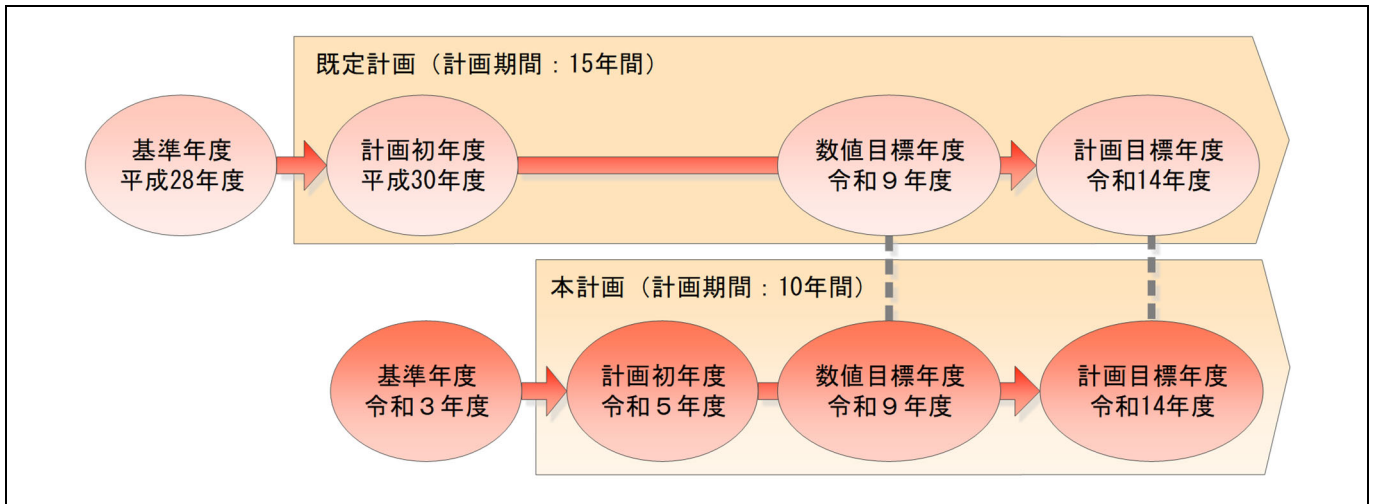 既定計画（計画期間：15年間）
基準年度
平成28年度
計画初年度
平成30年度
数値目標年度
令和９年度
計画目標年度
令和14年度
本計画（計画期間：10年間）
基準年度
令和３年度
計画初年度
令和５年度
数値目標年度
令和９年度
計画目標年度
令和14年度